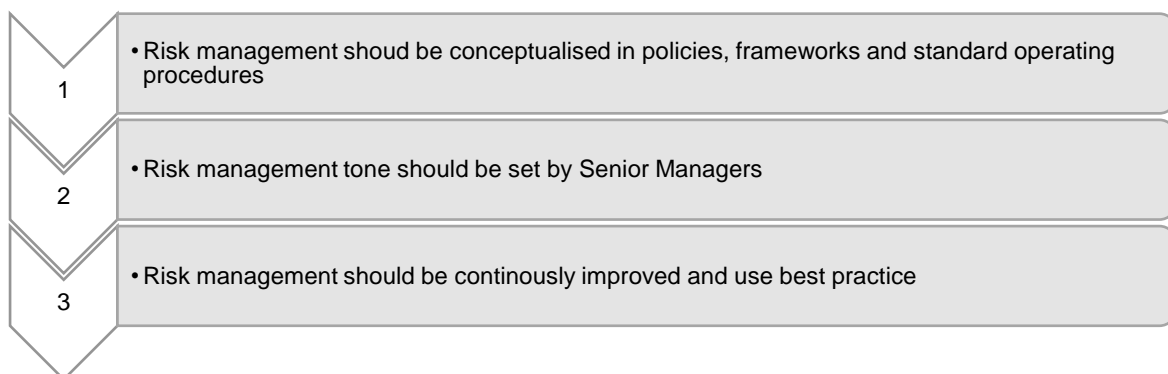 1
• Risk management shoud be conceptualised in policies, frameworks and standard operating
procedures
2
• Risk management tone should be set by Senior Managers
3
• Risk management should be continously improved and use best practice